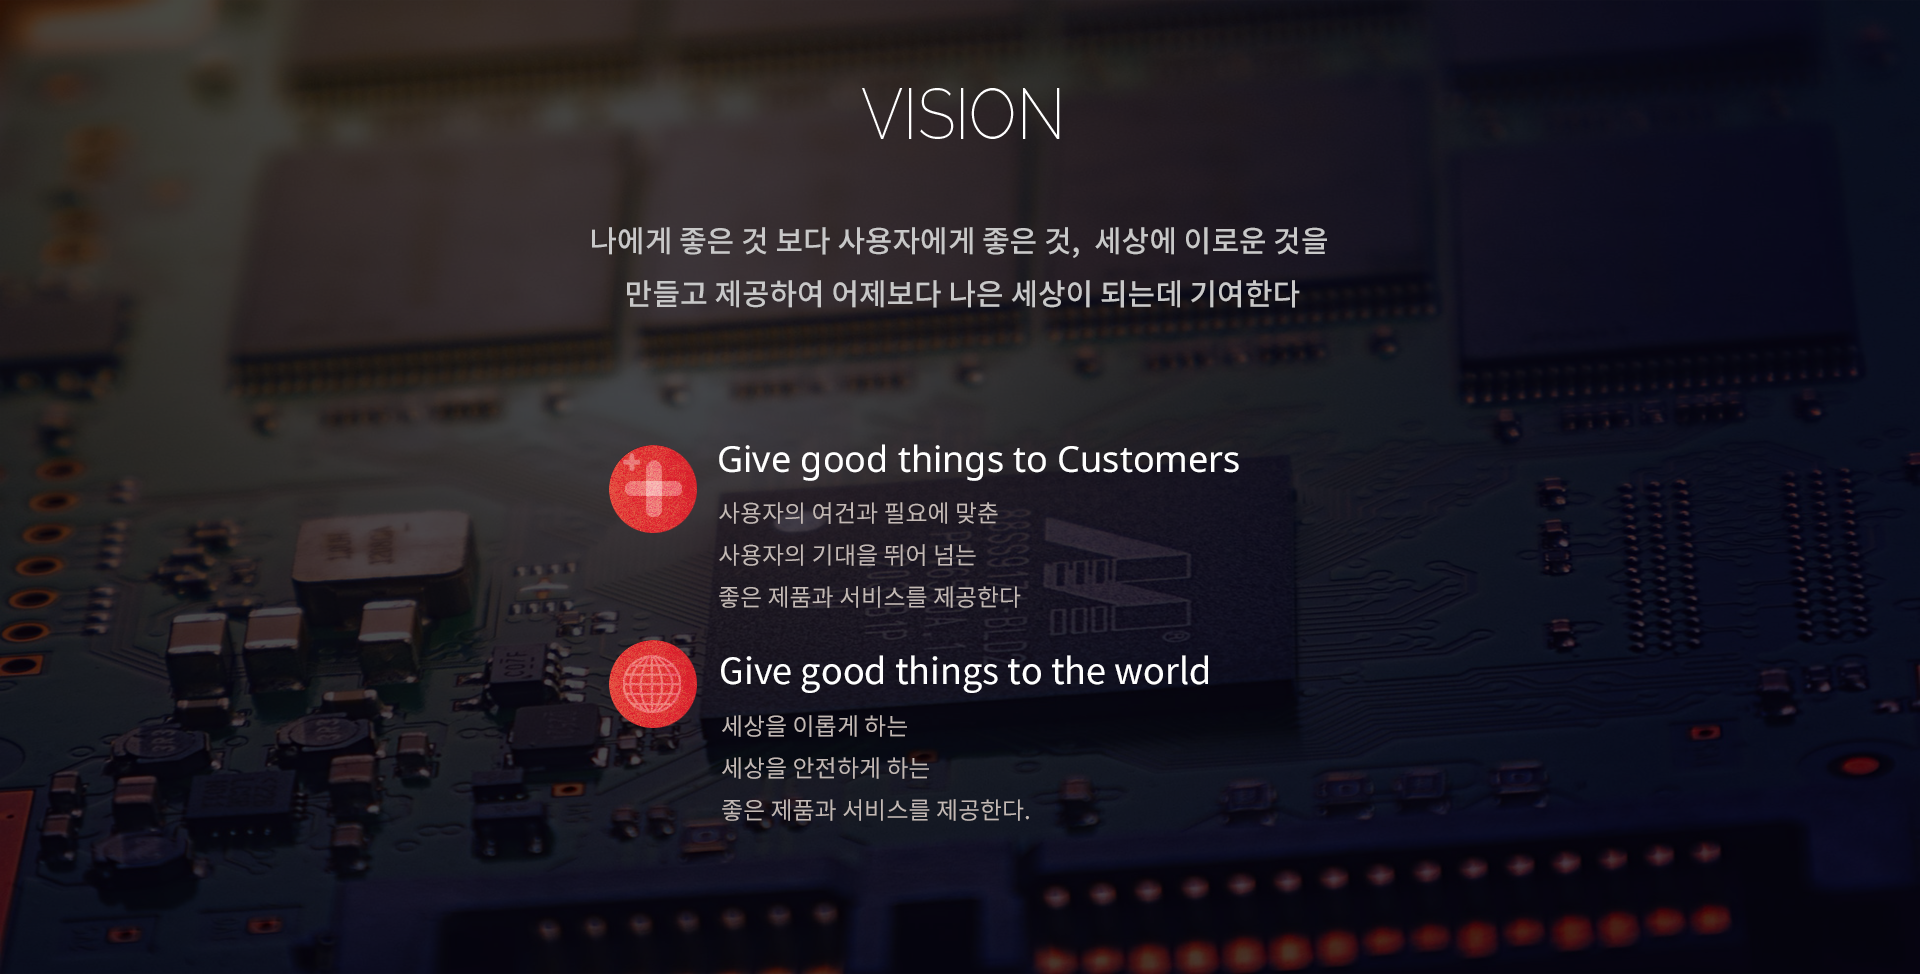 VISION
나에게 좋은 것 보다 사용자에게 좋은 것, 세상에 이로운 것을
만들고 제공하여 어제보다 나은 세상이 되는데 기여한다
Give good things to Customers
사용자의 여건과 필요에 맞춘
사용자의 기대을 뛰어 넘는
좋은 제품과 서비스를 제공한다
Give good things to the world
세상을 이롭게 하는
세상을 안전하게 하는
좋은 제품과 서비스를 제공한다.